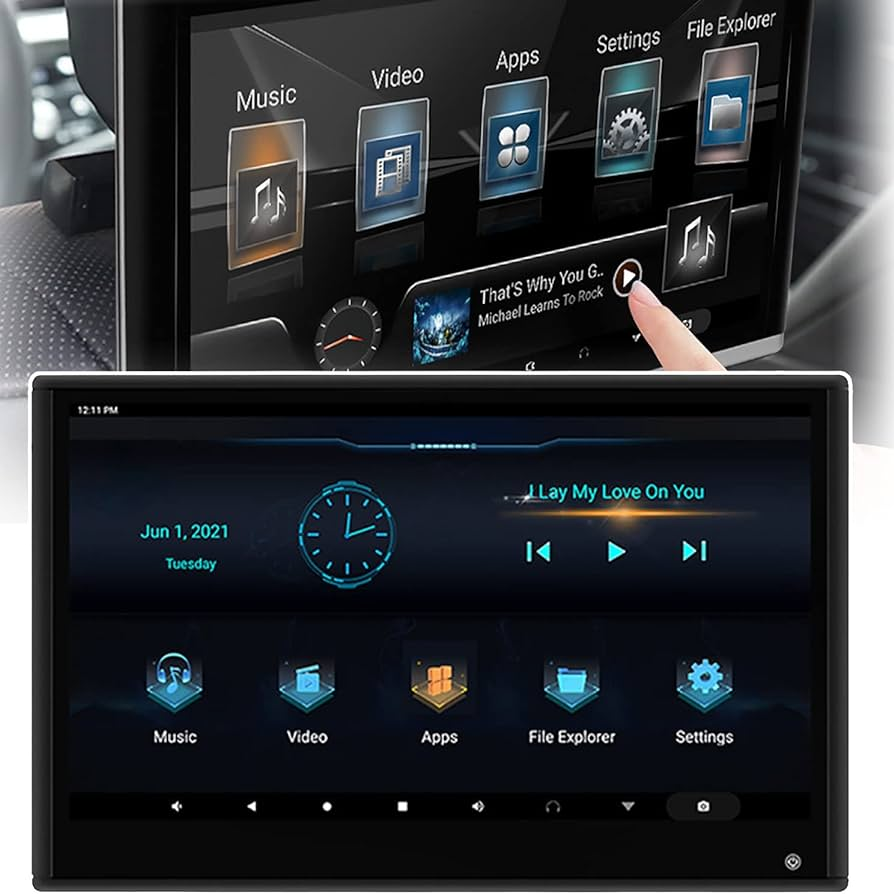 Music
Video
Apps
Settings
File Explorer
That'S Why You G..
Michael Learns To Rock
12:11 PM
Jun 1, 2021
Tuesday
I Lay My Love On You
Music
Video
Apps
File Explorer
Settings